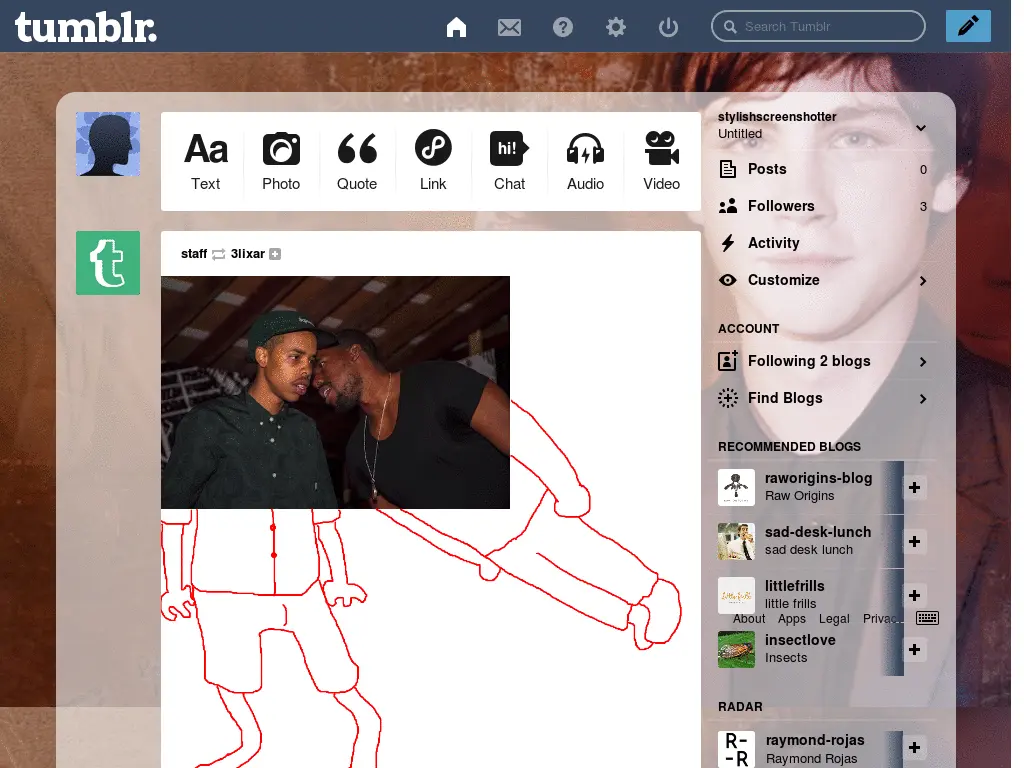 tumblr.
Search Tumblr
Aa
Text
Photo
Quote
Link
hi!
Chat
Audio
Video
staff 3lixar
stylishscreenshotter
Untitled
Posts 0
Followers 3
Activity
Customize
ACCOUNT
Following 2 blogs
Find Blogs
RECOMMENDED BLOGS
raworigins-blog
Raw Origins
sad-desk-lunch
sad desk lunch
littlefrills
little frills
About Apps Legal Privac
insectlove
Insects
RADAR
R-
-R
raymond-rojas
Raymond Rojas